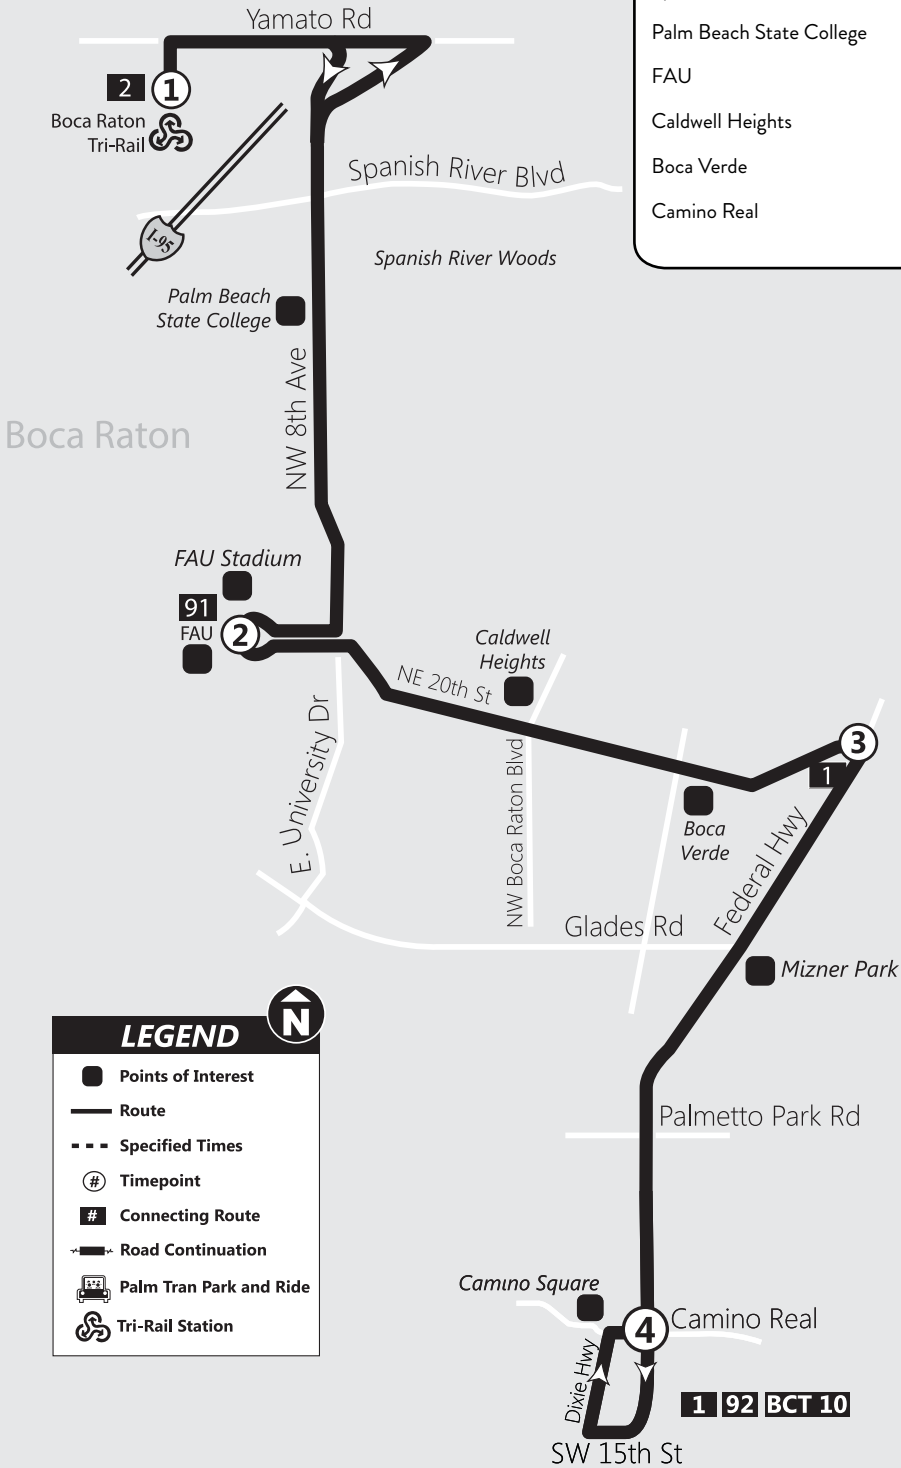 Yamato Rd
Palm Beach State College
FAU
Caldwell Heights
Boca Verde
Camino Real
2
1
Boca Raton
Tri-Rail
Spanish River Blvd
I-95
Spanish River Woods
Palm Beach
State College
NW 8th Ave
Boca Raton
FAU Stadium
91
FAU
2
Caldwell
Heights
NE 20th St
E. University Dr
NW Boca Raton Blvd
3
1
Boca
Verde
Federal Hwy
Glades Rd
Mizner Park
LEGEND
N
Points of Interest
Route
Specified Times
# Timepoint
# Connecting Route
Road Continuation
Palm Tran Park and Ride
Tri-Rail Station
Palmetto Park Rd
Camino Square
4
Camino Real
Dixie Hwy
1 92 BCT 10
SW 15th St